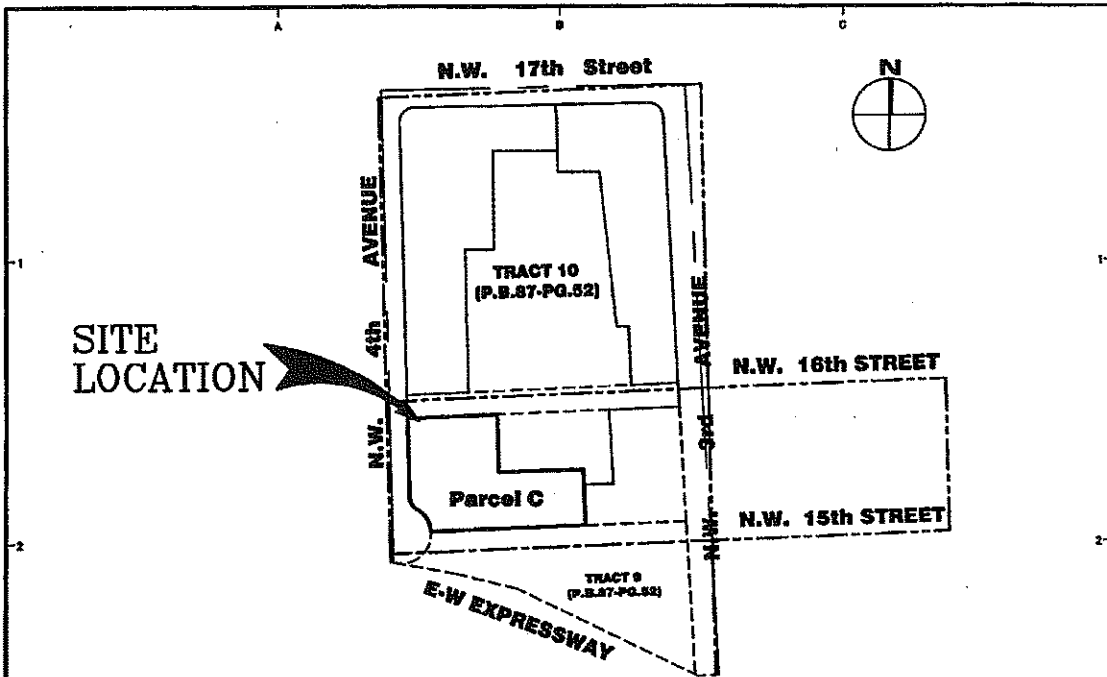 A B C
N.W. 17th Street
N
N.W. 4th AVENUE
1
1
TRACT 10
(P.B.87-PG.52)
N.W. 3rd AVENUE
SITE
LOCATION
N.W. 16th STREET
Parcel C
N.W. 15th STREET
2
2
TRACT 9
(P.B.87-PG.52)
E-W EXPRESSWAY